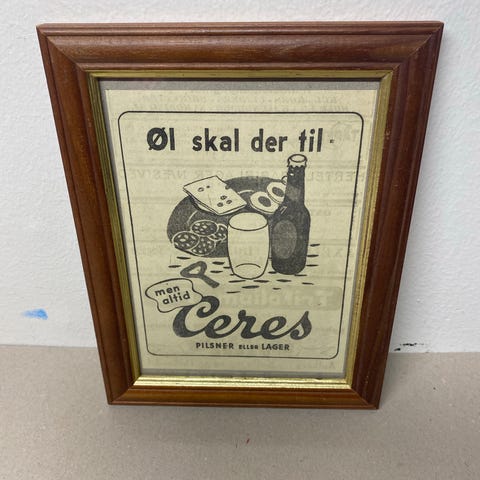 Øl skal der til -
men
altid
Ceres
PILSNER ELLER LAGER